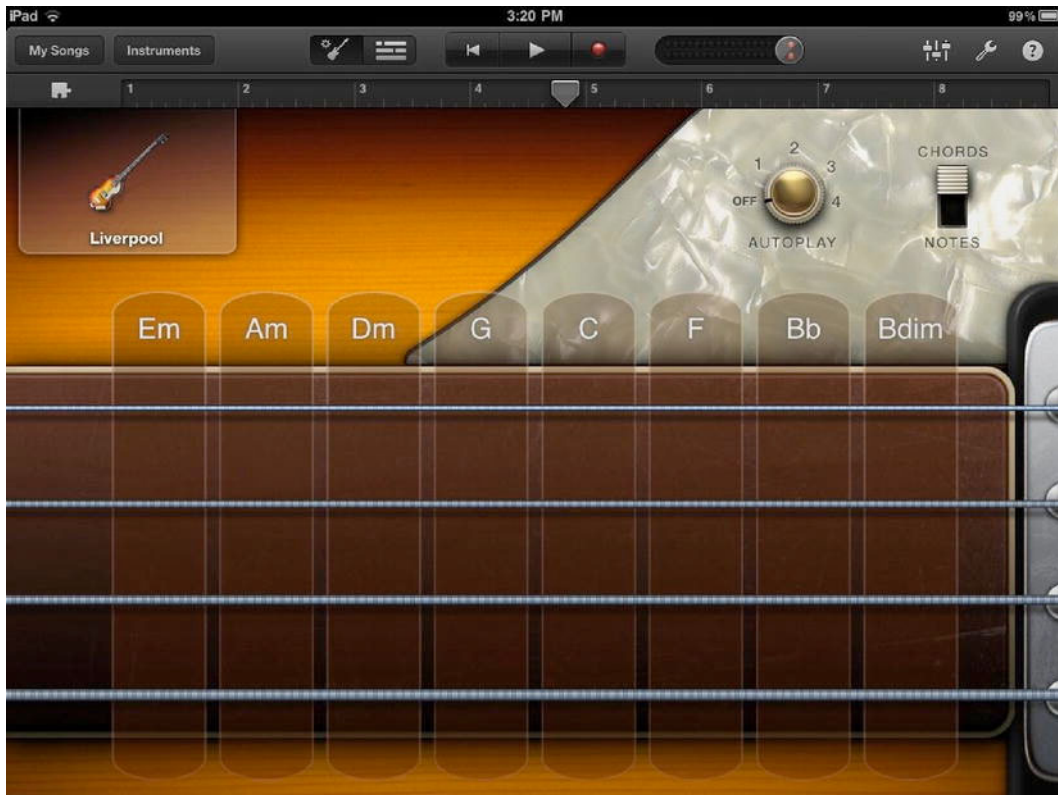 iPad 3:20 PM 99%
My Songs Instruments
?
1 2 3 4 5 6 7 8
Liverpool
OFF 1 2 3 4
AUTOPLAY
CHORDS
NOTES
Em Am Dm G C F Bb Bdim